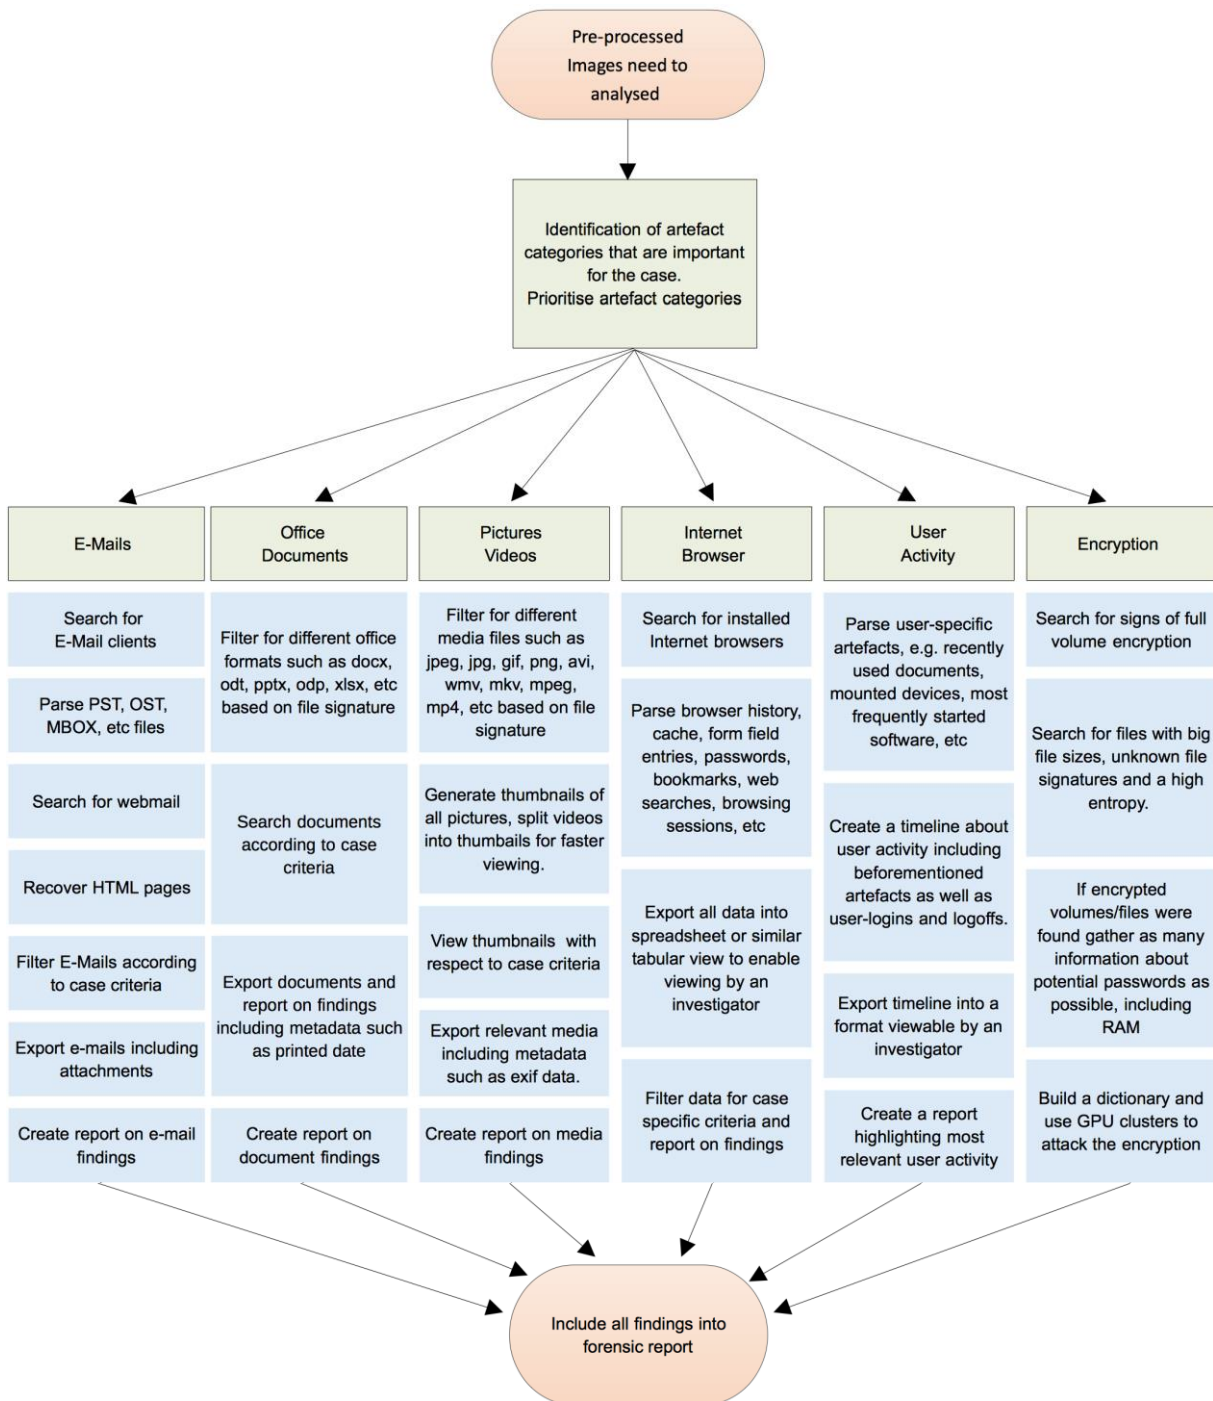 Pre-processed
Images need to
analysed
Identification of artefact
categories that are important
for the case.
Prioritise artefact categories
E-Mails
Search for
E-Mail clients
Parse PST, OST,
MBOX, etc files
Search for webmail
Recover HTML pages
Filter E-Mails according
to case criteria
Export e-mails including
attachments
Create report on e-mail
findings
Office
Documents
Filter for different office
formats such as docx,
odt, pptx, odp, xlsx, etc
based on file signature
Search documents
according to case
criteria
Export documents and
report on findings
including metadata such
as printed date
Create report on
document findings
Pictures
Videos
Filter for different
media files such as
jpeg, jpg, gif, png, avi,
wmv, mkv, mpeg,
mp4, etc based on file
signature
Generate thumbnails of
all pictures, split videos
into thumbails for faster
viewing.
View thumbnails with
respect to case criteria
Export relevant media
including metadata
such as exif data.
Create report on media
findings
Internet
Browser
Search for installed
Internet browsers
Parse browser history,
cache, form field
entries, passwords,
bookmarks, web
searches, browsing
sessions, etc
Export all data into
spreadsheet or similar
tabular view to enable
viewing by an
investigator
Filter data for case
specific criteria and
report on findings
User
Activity
Parse user-specific
artefacts, e.g. recently
used documents,
mounted devices, most
frequently started
software, etc
Create a timeline about
user activity including
beforementioned
artefacts as well as
user-logins and logoffs.
Export timeline into a
format viewable by an
investigator
Create a report
highlighting most
relevant user activity
Encryption
Search for signs of full
volume encryption
Search for files with big
file sizes, unknown file
signatures and a high
entropy.
If encrypted
volumes/files were
found gather as many
information about
potential passwords as
possible, including
RAM
Build a dictionary and
use GPU clusters to
attack the encryption
Include all findings into
forensic report